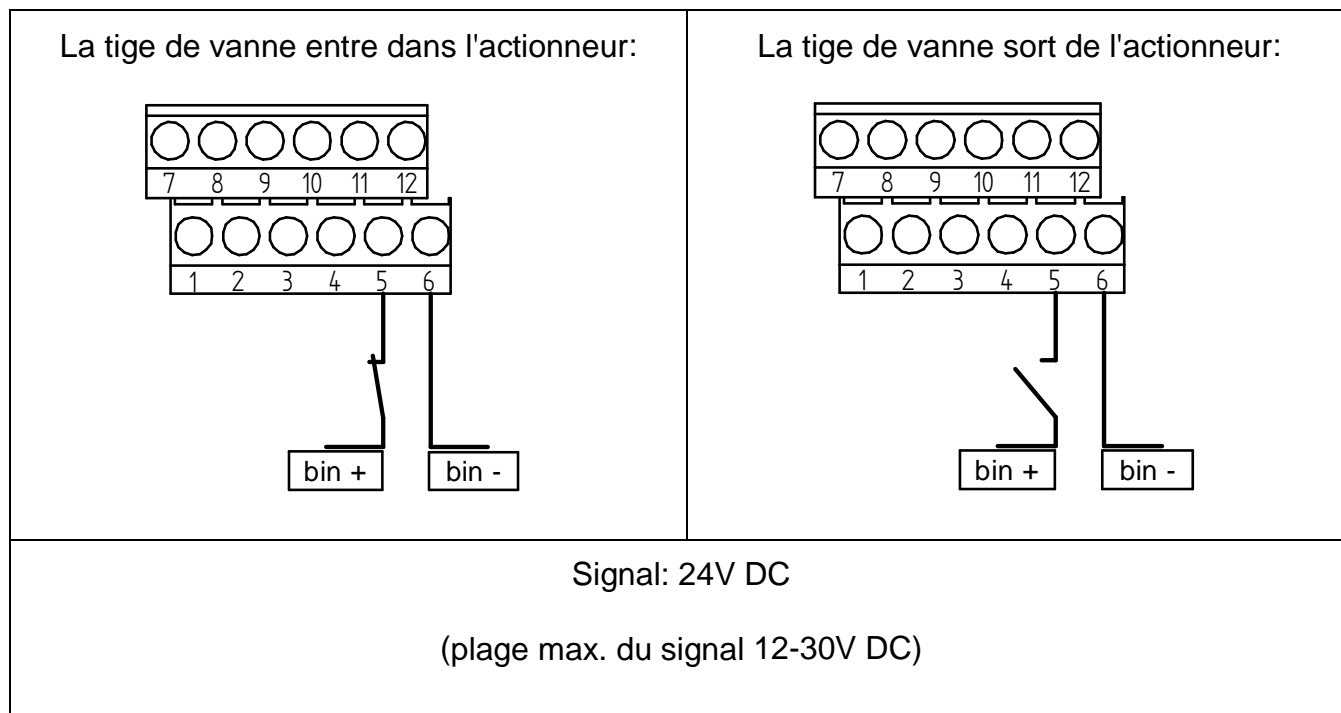 La tige de vanne entre dans l'actionneur:
7 8 9 10 11 12
1 2 3 4 5 6
bin + bin -
La tige de vanne sort de l'actionneur:
7 8 9 10 11 12
1 2 3 4 5 6
bin + bin -
Signal: 24V DC
(plage max. du signal 12-30V DC)